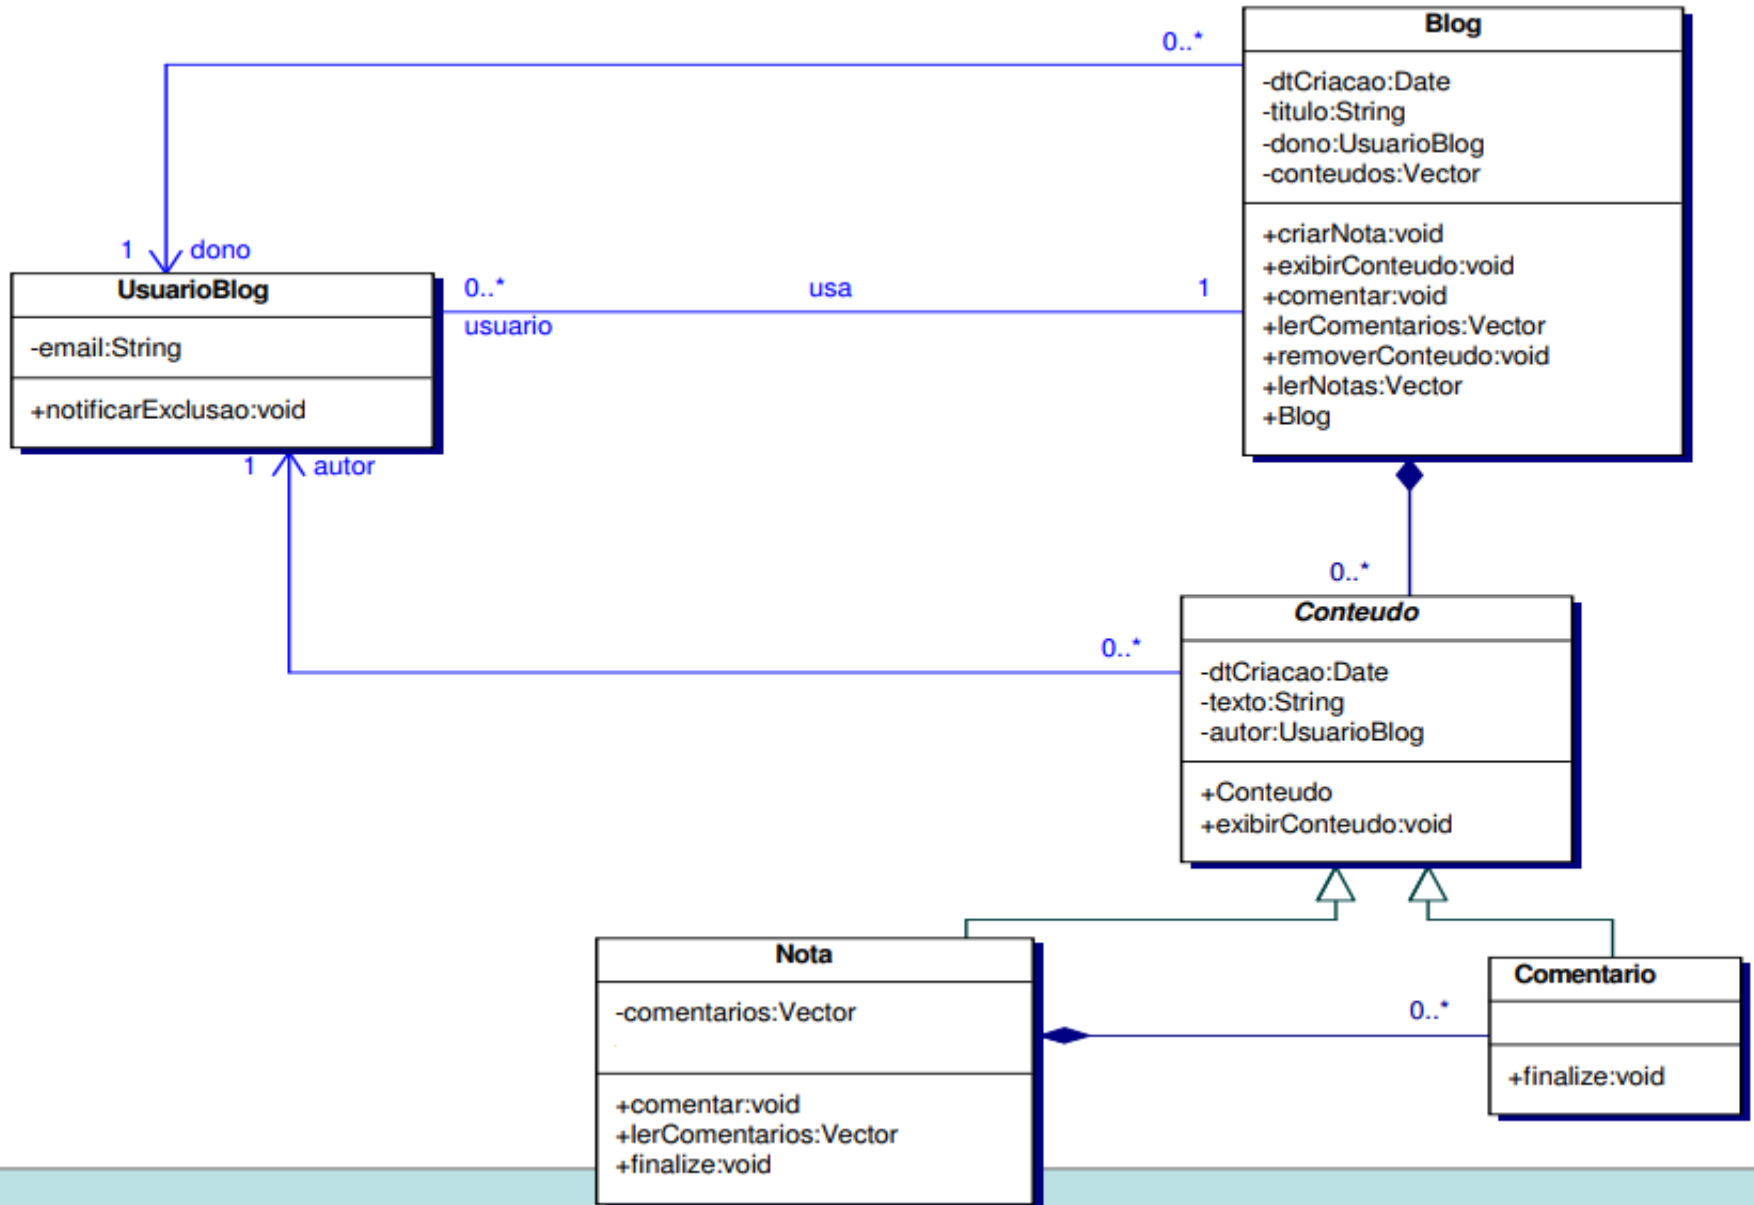 Blog
-dtCriacao:Date
-titulo:String
-dono:UsuarioBlog
-conteudos:Vector
+criarNota:void
+exibirConteudo:void
+comentar:void
+lerComentarios:Vector
+removerConteudo:void
+lerNotas:Vector
+Blog
0..*
1 dono
UsuarioBlog
-email:String
+notificarExclusao:void
0..* usa 1
usuario
1 autor
0..*
0..*
Conteudo
-dtCriacao:Date
-texto:String
-autor:UsuarioBlog
+Conteudo
+exibirConteudo:void
Nota
-comentarios:Vector
+comentar:void
+lerComentarios:Vector
+finalize:void
0..*
Comentario
+finalize:void